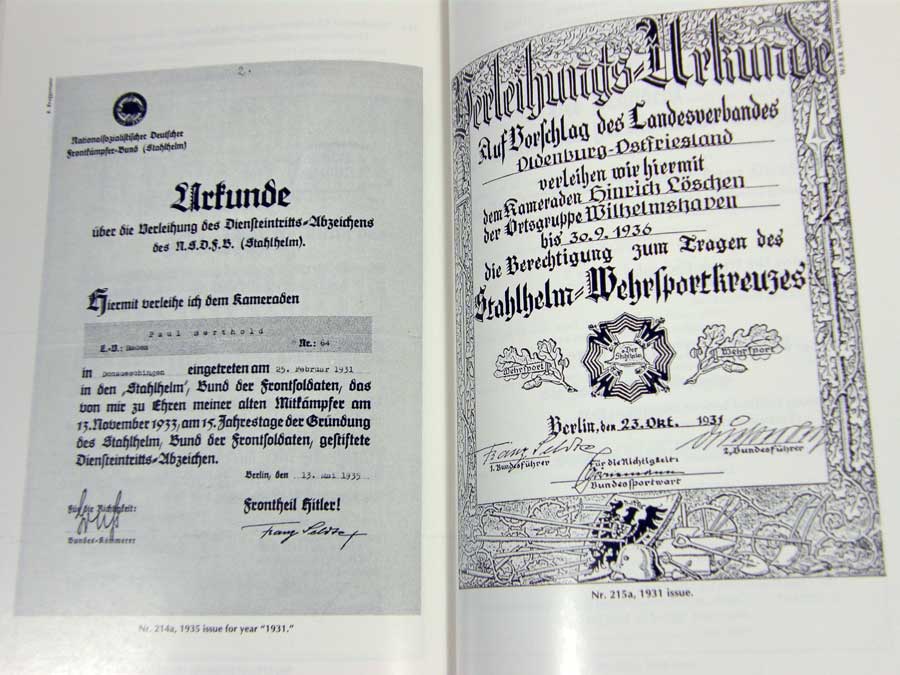 2.
Nationalsozialistischer Deutscher
Frontkämpfer-Bund (Stahlhelm)
Urkunde
über die Verleihung des Diensteintritts-Abzeichens
des N.S.D.F.B. (Stahlhelm).
Hiermit verleihe ich dem Kameraden
Paul Berthold
L.-V.: Baden Nr.: 64
in Donaueschingen eingetreten am 25. Februar 1931
in den ‚Stahlhelm‘, Bund der Frontsoldaten, das
von mir zu Ehren meiner alten Mitkämpfer am
13. November 1933, am 15. Jahrestage der Gründung
des Stahlhelm, Bund der Frontsoldaten, gestiftete
Diensteintritts-Abzeichen.
Berlin, den 13. Mai 1935
Für die Richtigkeit:
Frontheil Hitler!
Franz Seldte
Bundes-Kämmerer
Nr. 214a, 1935 issue for year "1931."
Verleihungs-Urkunde
Auf Vorschlag des Landesverbandes
Oldenburg-Ostfriesland
verleihen wir hiermit
dem Kameraden Hinrich Löschen
der Ortsgruppe Wilhelmshaven
bis 30.9.1936
die Berechtigung zum Tragen des
Stahlhelm-Wehrsportkreuzes
Wehrsport
Der
Stahlhelm
Wehrsport
Berlin, den 23. Okt. 1931
Franz Seldte
1. Bundesführer
2. Bundesführer
Für die Richtigkeit:
Bundessportwart
Nr. 215a, 1931 issue.